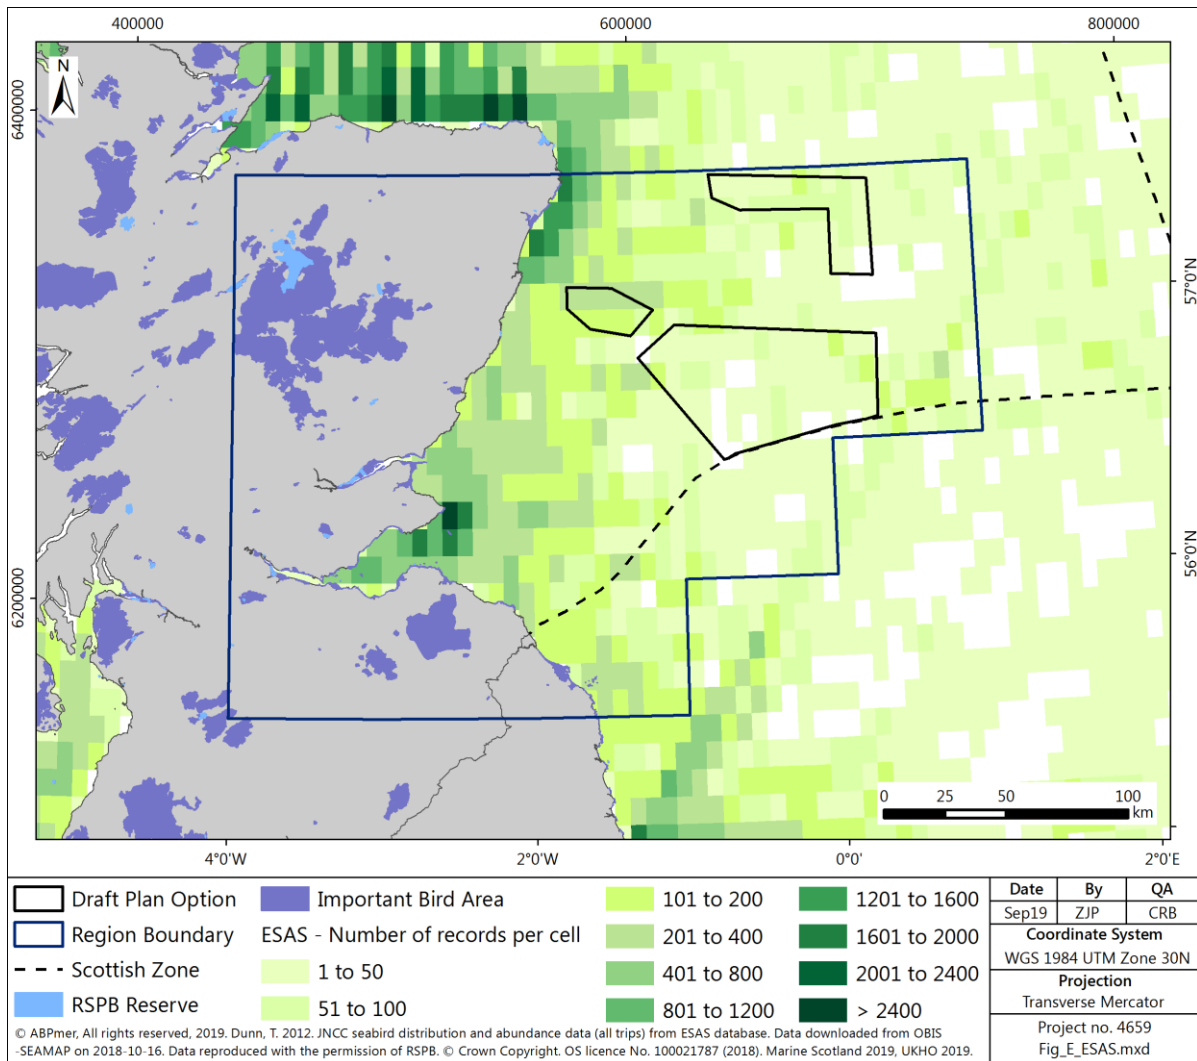 400000 600000 800000
N
6400000
6200000
57°0'N
56°0'N
0 25 50 100
km
4°0'W 2°0'W 0°0' 2°0'E
Draft Plan Option
Region Boundary
Scottish Zone
RSPB Reserve
Important Bird Area
ESAS - Number of records per cell
1 to 50
51 to 100
101 to 200
201 to 400
401 to 800
801 to 1200
1201 to 1600
1601 to 2000
2001 to 2400
> 2400
Date By QA
Sep19 ZJP CRB
Coordinate System
WGS 1984 UTM Zone 30N
Projection
Transverse Mercator
Project no. 4659
Fig_E_ESAS.mxd
© ABPmer, All rights reserved, 2019. Dunn, T. 2012. JNCC seabird distribution and abundance data (all trips) from ESAS database. Data downloaded from OBIS
-SEAMAP on 2018-10-16. Data reproduced with the permission of RSPB. © Crown Copyright. OS licence No. 100021787 (2018). Marine Scotland 2019, UKHO 2019.